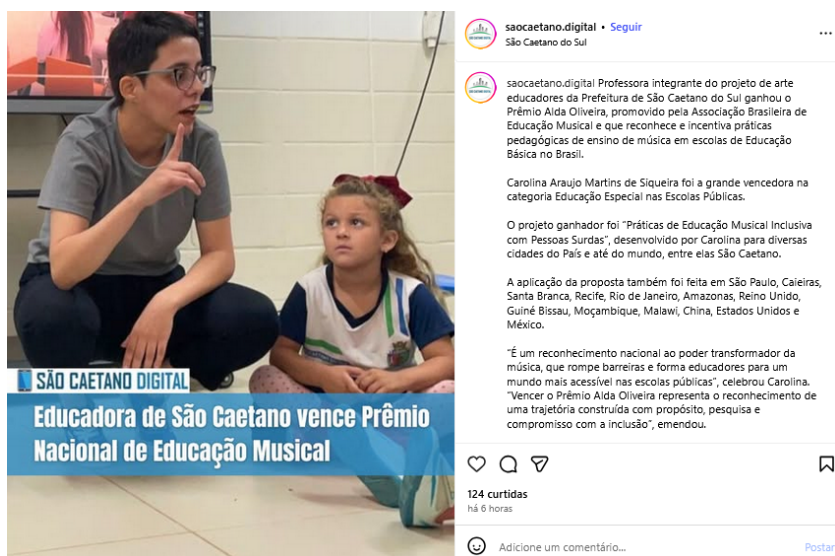 SÃO CAETANO DIGITAL
Educadora de São Caetano vence Prêmio
Nacional de Educação Musical
saocaetano.digital • Seguir
São Caetano do Sul
saocaetano.digital Professora integrante do projeto de arte
educadores da Prefeitura de São Caetano do Sul ganhou o
Prêmio Alda Oliveira, promovido pela Associação Brasileira de
Educação Musical e que reconhece e incentiva práticas
pedagógicas de ensino de música em escolas de Educação
Básica no Brasil.
Carolina Araujo Martins de Siqueira foi a grande vencedora na
categoria Educação Especial nas Escolas Públicas.
O projeto ganhador foi “Práticas de Educação Musical Inclusiva
com Pessoas Surdas”, desenvolvido por Carolina para diversas
cidades do País e até do mundo, entre elas São Caetano.
A aplicação da proposta também foi feita em São Paulo, Caieiras,
Santa Branca, Recife, Rio de Janeiro, Amazonas, Reino Unido,
Guiné Bissau, Moçambique, Malawi, China, Estados Unidos e
México.
“É um reconhecimento nacional ao poder transformador da
música, que rompe barreiras e forma educadores para um
mundo mais acessível nas escolas públicas”, celebrou Carolina.
“Vencer o Prêmio Alda Oliveira representa o reconhecimento de
uma trajetória construída com propósito, pesquisa e
compromisso com a inclusão”, emendou.
124 curtidas
há 6 horas
Adicione um comentário...
Postar